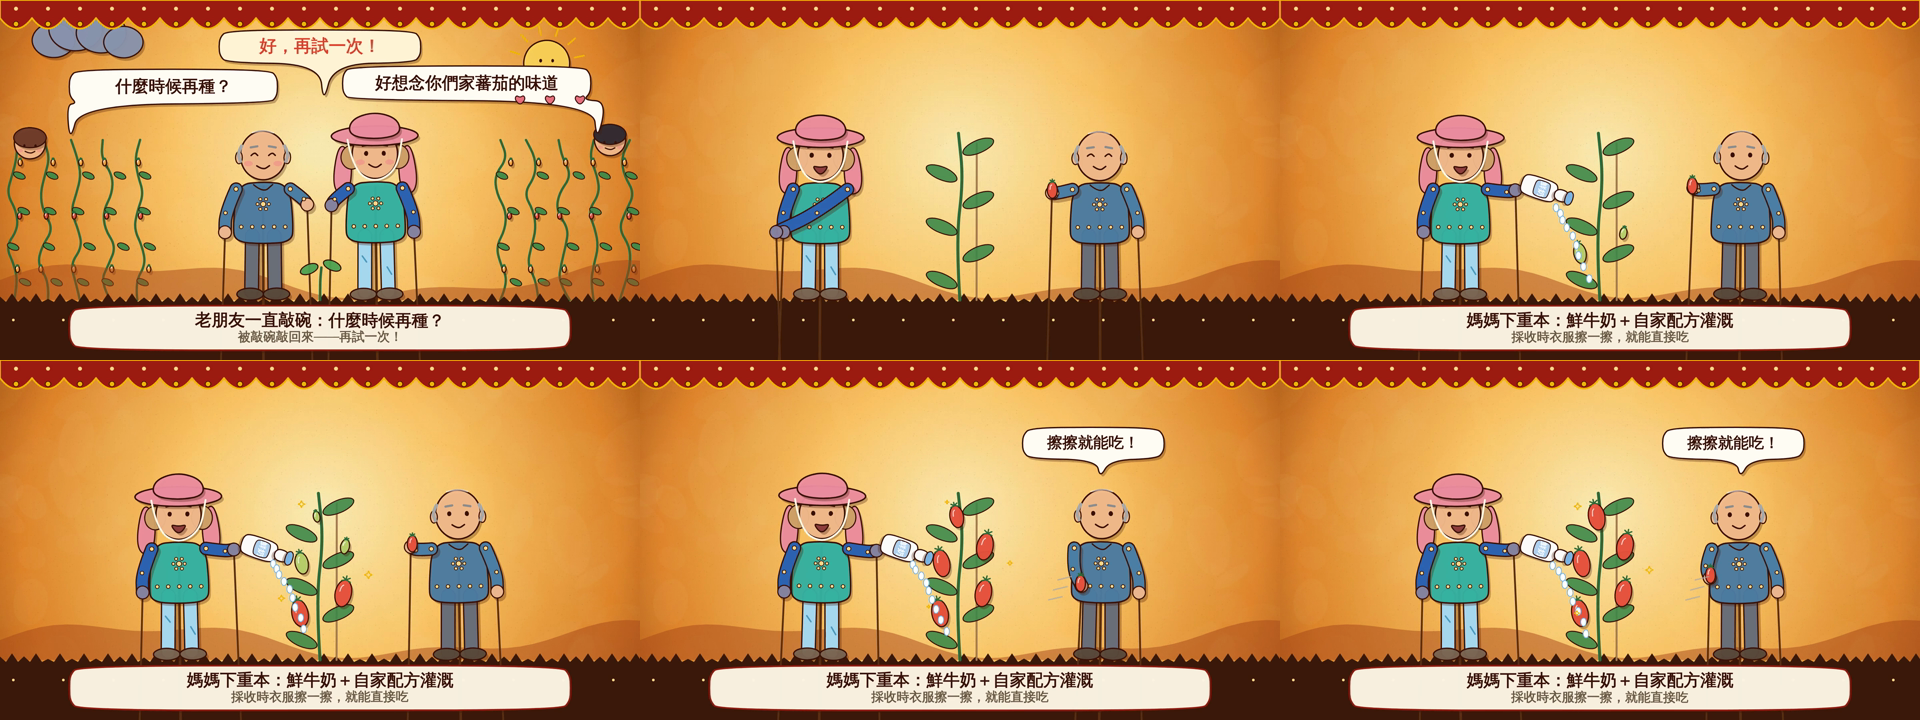 好，再試一次！
什麼時候再種？
好想念你們家蕃茄的味道
老朋友一直敲碗：什麼時候再種？
被敲碗敲回來——再試一次！
媽媽下重本：鮮牛奶＋自家配方灌溉
採收時衣服擦一擦，就能直接吃
媽媽下重本：鮮牛奶＋自家配方灌溉
採收時衣服擦一擦，就能直接吃
擦擦就能吃！
媽媽下重本：鮮牛奶＋自家配方灌溉
採收時衣服擦一擦，就能直接吃
擦擦就能吃！
媽媽下重本：鮮牛奶＋自家配方灌溉
採收時衣服擦一擦，就能直接吃